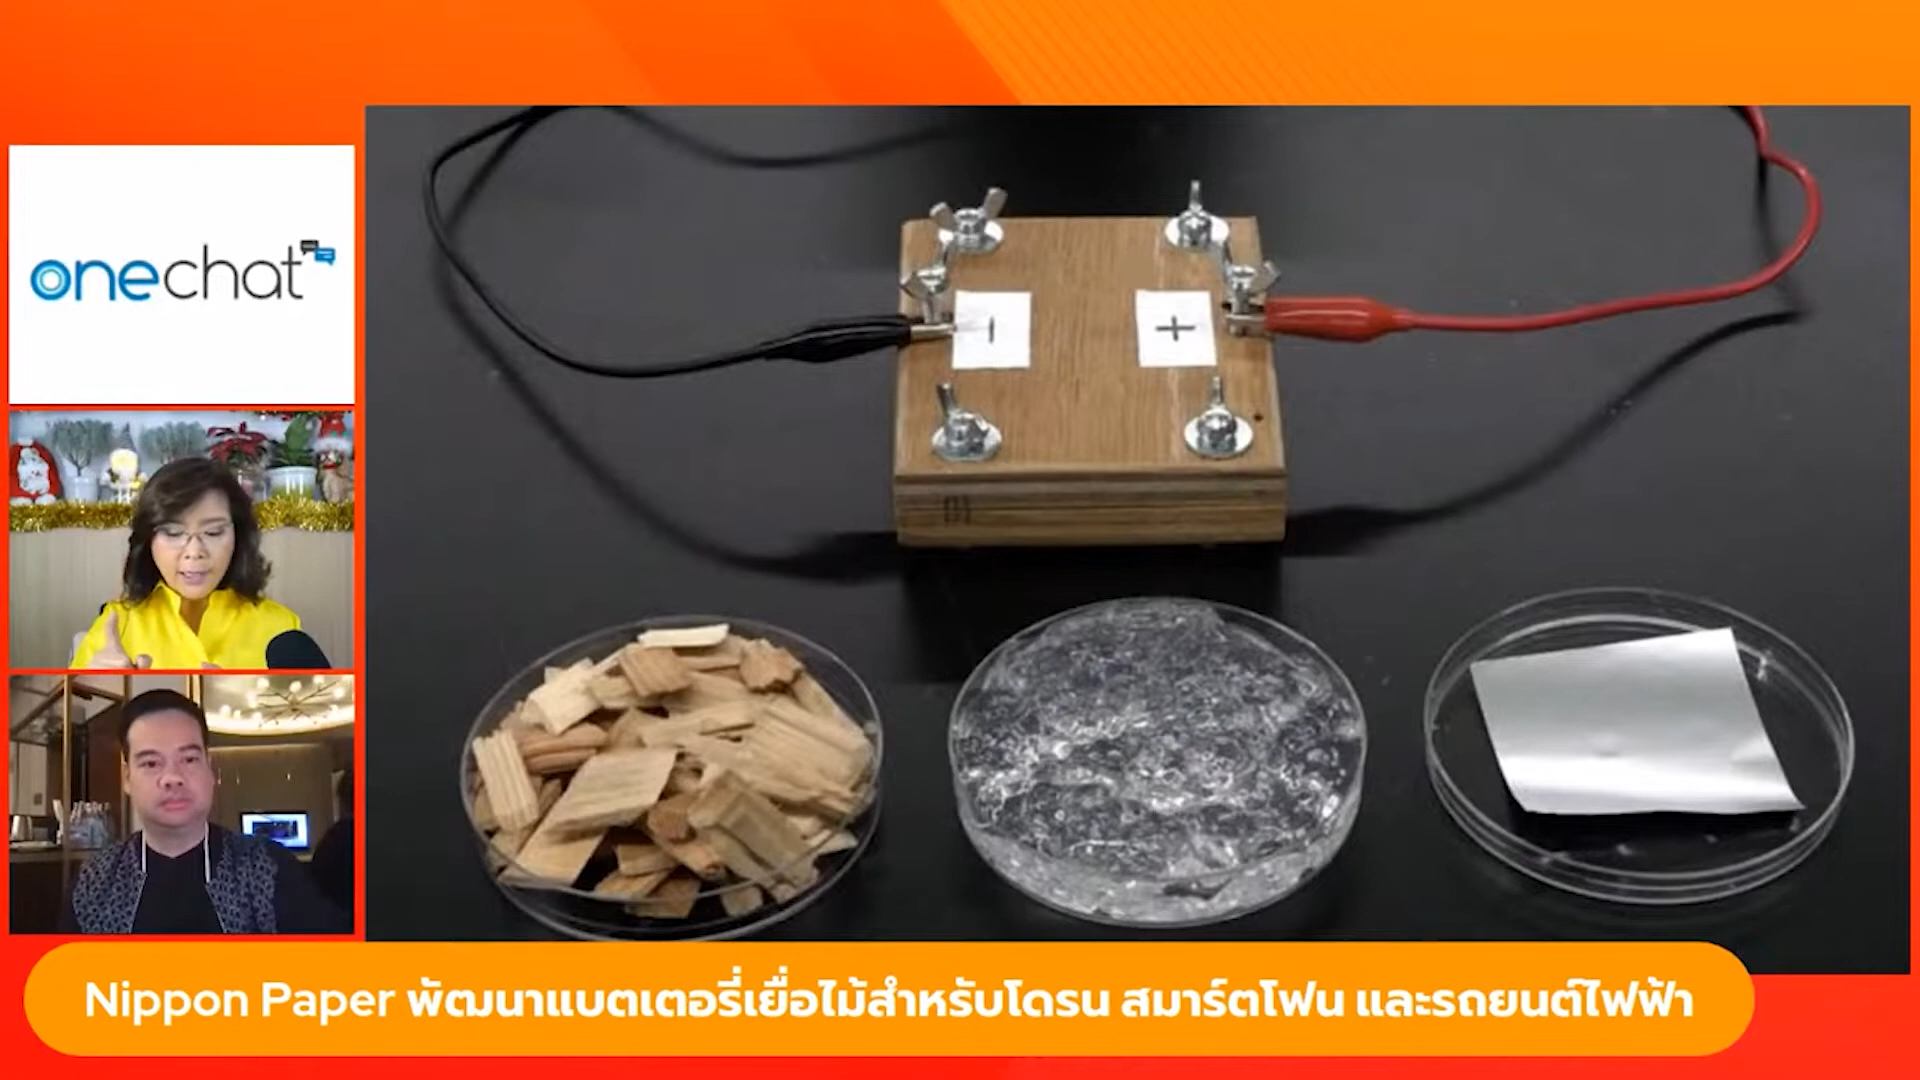 onechat
−
+
Nippon Paper พัฒนาแบตเตอรี่เยื่อไม้สำหรับโดรน สมาร์ตโฟน และรถยนต์ไฟฟ้า